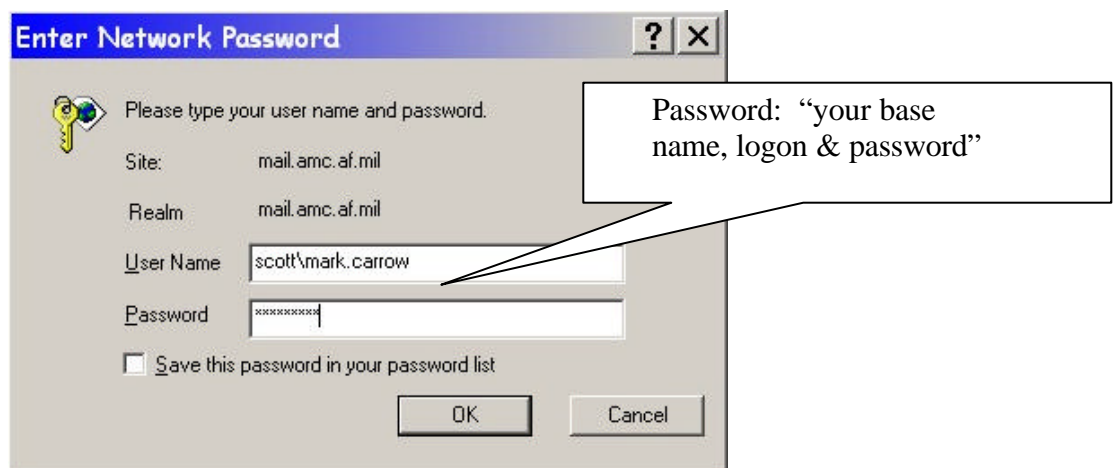 Enter Network Password
? X
Please type your user name and password.
Site: mail.amc.af.mil
Realm mail.amc.af.mil
User Name scott\mark.carrow
Password *********
Save this password in your password list
OK Cancel
Password: “your base
name, logon & password”